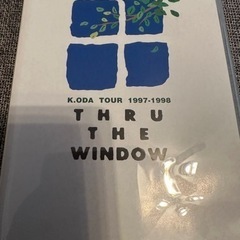 K.ODA TOUR 1997-1998
THRU
THE
WINDOW